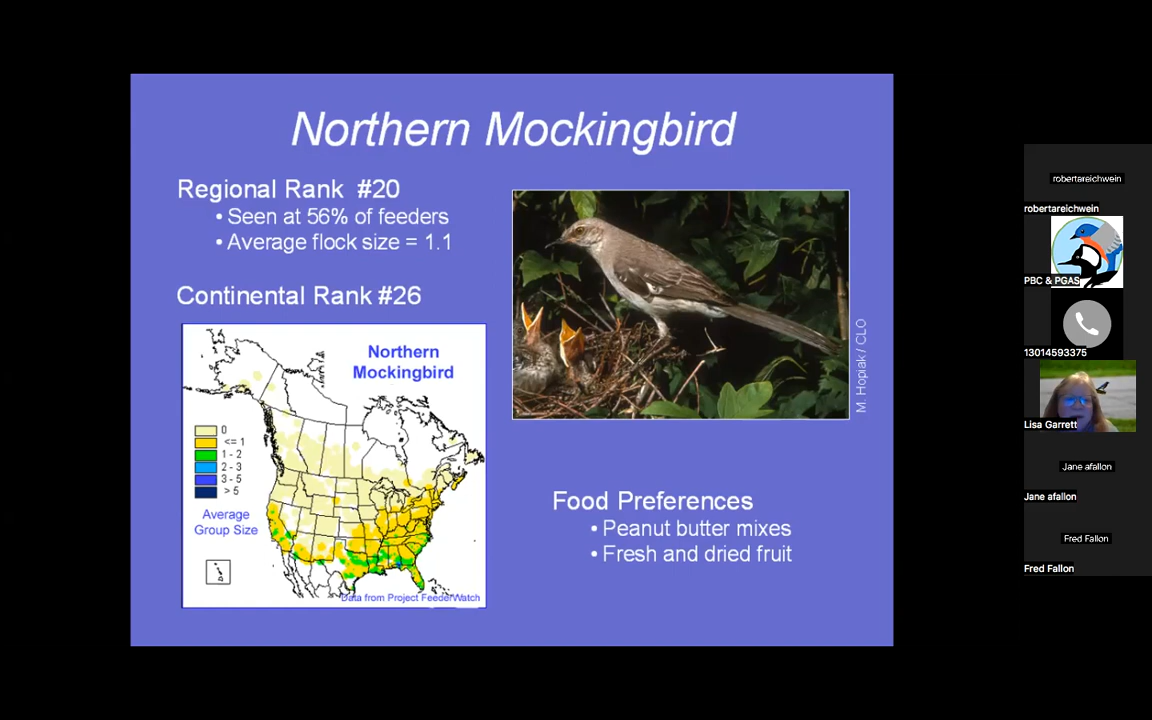 Northern Mockingbird
Regional Rank #20
• Seen at 56% of feeders
• Average flock size = 1.1
Continental Rank #26
Northern
Mockingbird
0
<= 1
1 - 2
2 - 3
3 - 5
> 5
Average
Group Size
Data from Project FeederWatch
M. Hopiak / CLO
Food Preferences
• Peanut butter mixes
• Fresh and dried fruit
robertareichwein
robertareichwein
PBC & PGAS
13014593375
Lisa Garrett
Jane afallon
Jane afallon
Fred Fallon
Fred Fallon